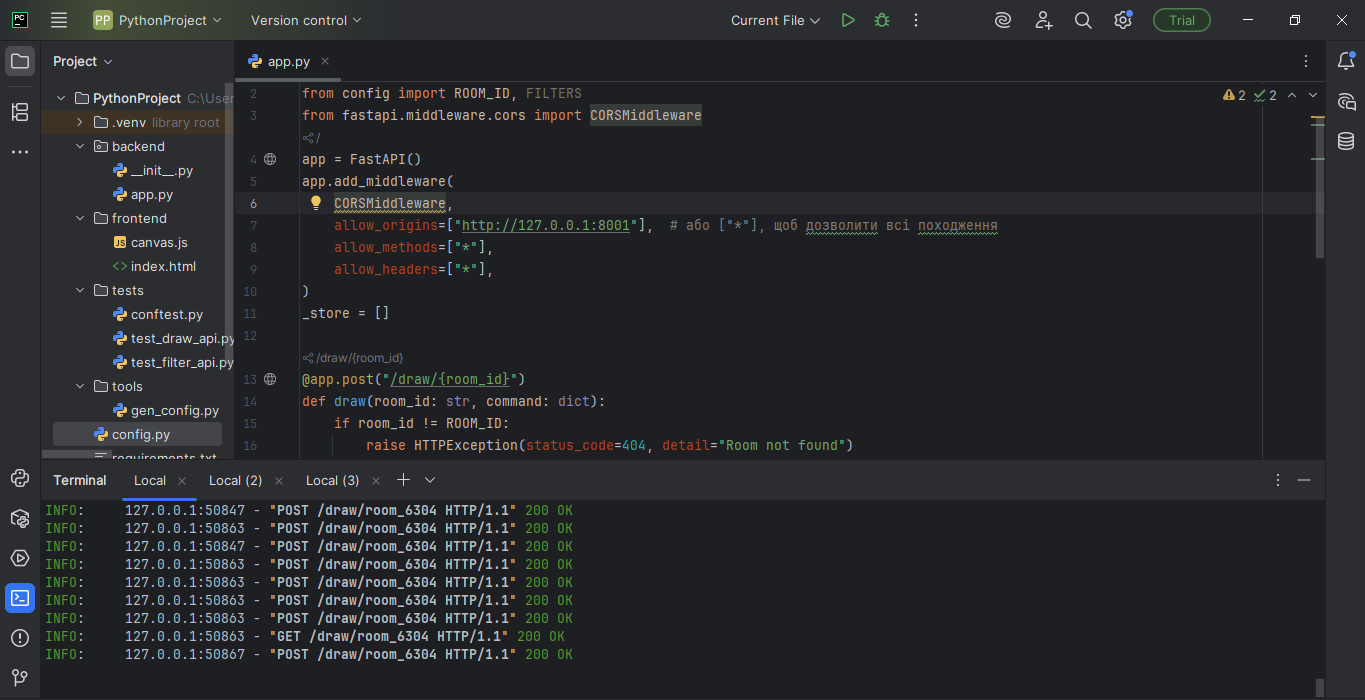 PC
PP PythonProject
Version control
Current File
Trial
Project
PythonProject C:\User
.venv library root
backend
__init__.py
app.py
frontend
JS canvas.js
<> index.html
tests
conftest.py
test_draw_api.py
test_filter_api.py
tools
gen_config.py
config.py
requirements.txt
app.py
2 2
2 from config import ROOM_ID, FILTERS
3 from fastapi.middleware.cors import CORSMiddleware
/
4 app = FastAPI()
5 app.add_middleware(
6 CORSMiddleware,
7 allow_origins=["http://127.0.0.1:8001"], # або ["*"], щоб дозволити всі походження
8 allow_methods=["*"],
9 allow_headers=["*"],
10 )
11 _store = []
12
/draw/{room_id}
13 @app.post("/draw/{room_id}")
14 def draw(room_id: str, command: dict):
15 if room_id != ROOM_ID:
16 raise HTTPException(status_code=404, detail="Room not found")
Terminal Local Local (2) Local (3)
INFO: 127.0.0.1:50847 - "POST /draw/room_6304 HTTP/1.1" 200 OK
INFO: 127.0.0.1:50863 - "POST /draw/room_6304 HTTP/1.1" 200 OK
INFO: 127.0.0.1:50847 - "POST /draw/room_6304 HTTP/1.1" 200 OK
INFO: 127.0.0.1:50863 - "POST /draw/room_6304 HTTP/1.1" 200 OK
INFO: 127.0.0.1:50863 - "POST /draw/room_6304 HTTP/1.1" 200 OK
INFO: 127.0.0.1:50863 - "POST /draw/room_6304 HTTP/1.1" 200 OK
INFO: 127.0.0.1:50863 - "POST /draw/room_6304 HTTP/1.1" 200 OK
INFO: 127.0.0.1:50863 - "GET /draw/room_6304 HTTP/1.1" 200 OK
INFO: 127.0.0.1:50867 - "POST /draw/room_6304 HTTP/1.1" 200 OK